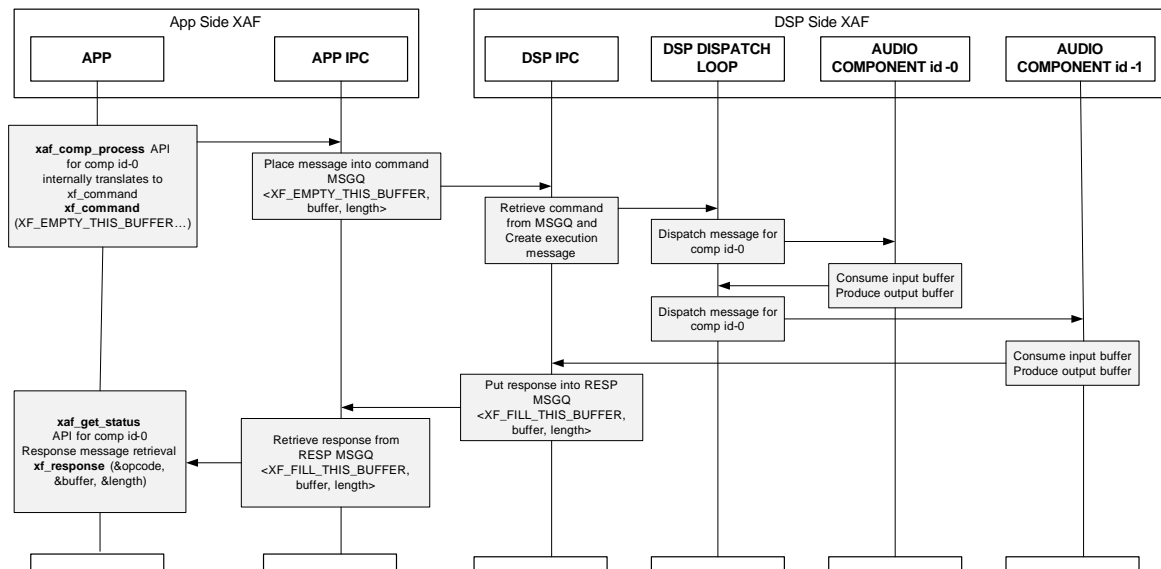 App Side XAF
DSP Side XAF
APP
APP IPC
DSP IPC
DSP DISPATCH
LOOP
AUDIO
COMPONENT id -0
AUDIO
COMPONENT id -1
xaf_comp_process API
for comp id-0
internally translates to
xf_command
xf_command
(XF_EMPTY_THIS_BUFFER…)
Place message into command
MSGQ
<XF_EMPTY_THIS_BUFFER,
buffer, length>
Retrieve command
from MSGQ and
Create execution
message
Dispatch message for
comp id-0
Consume input buffer
Produce output buffer
Dispatch message for
comp id-0
Consume input buffer
Produce output buffer
Put response into RESP
MSGQ
<XF_FILL_THIS_BUFFER,
buffer, length>
Retrieve response from
RESP MSGQ
<XF_FILL_THIS_BUFFER,
buffer, length>
xaf_get_status
API for comp id-0
Response message retrieval
xf_response (&opcode,
&buffer, &length)